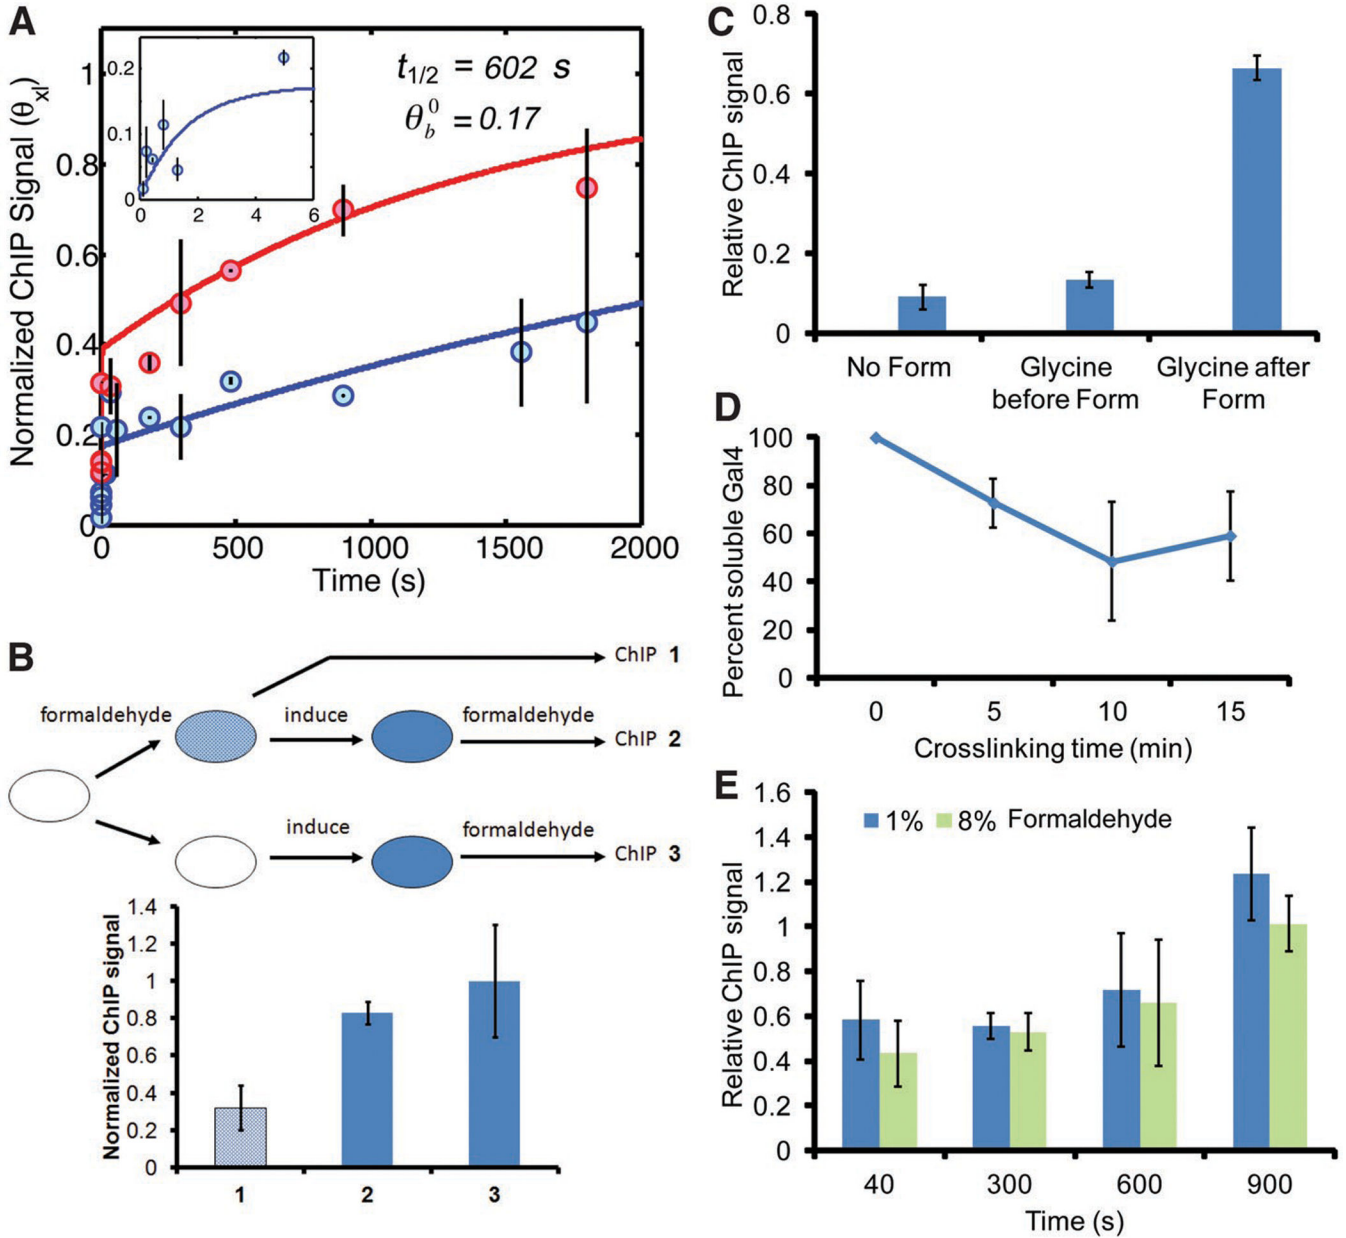 A
Normalized ChIP Signal (θxl)
1
0.8
0.6
0.4
0.2
0
0
500
1000
1500
2000
Time (s)
0.2
0.1
0
0
2
4
6
t1/2 = 602 s
θb0 = 0.17
B
formaldehyde
induce
formaldehyde
ChIP 1
ChIP 2
induce
formaldehyde
ChIP 3
Normalized ChIP signal
1.4
1.2
1
0.8
0.6
0.4
0.2
0
1
2
3
C
Relative ChIP signal
0.8
0.6
0.4
0.2
0
No Form
Glycine
before Form
Glycine after
Form
D
Percent soluble Gal4
100
80
60
40
20
0
0
5
10
15
Crosslinking time (min)
E
Relative ChIP signal
1.6
1.4
1.2
1
0.8
0.6
0.4
0.2
0
1% 8% Formaldehyde
40
300
600
900
Time (s)